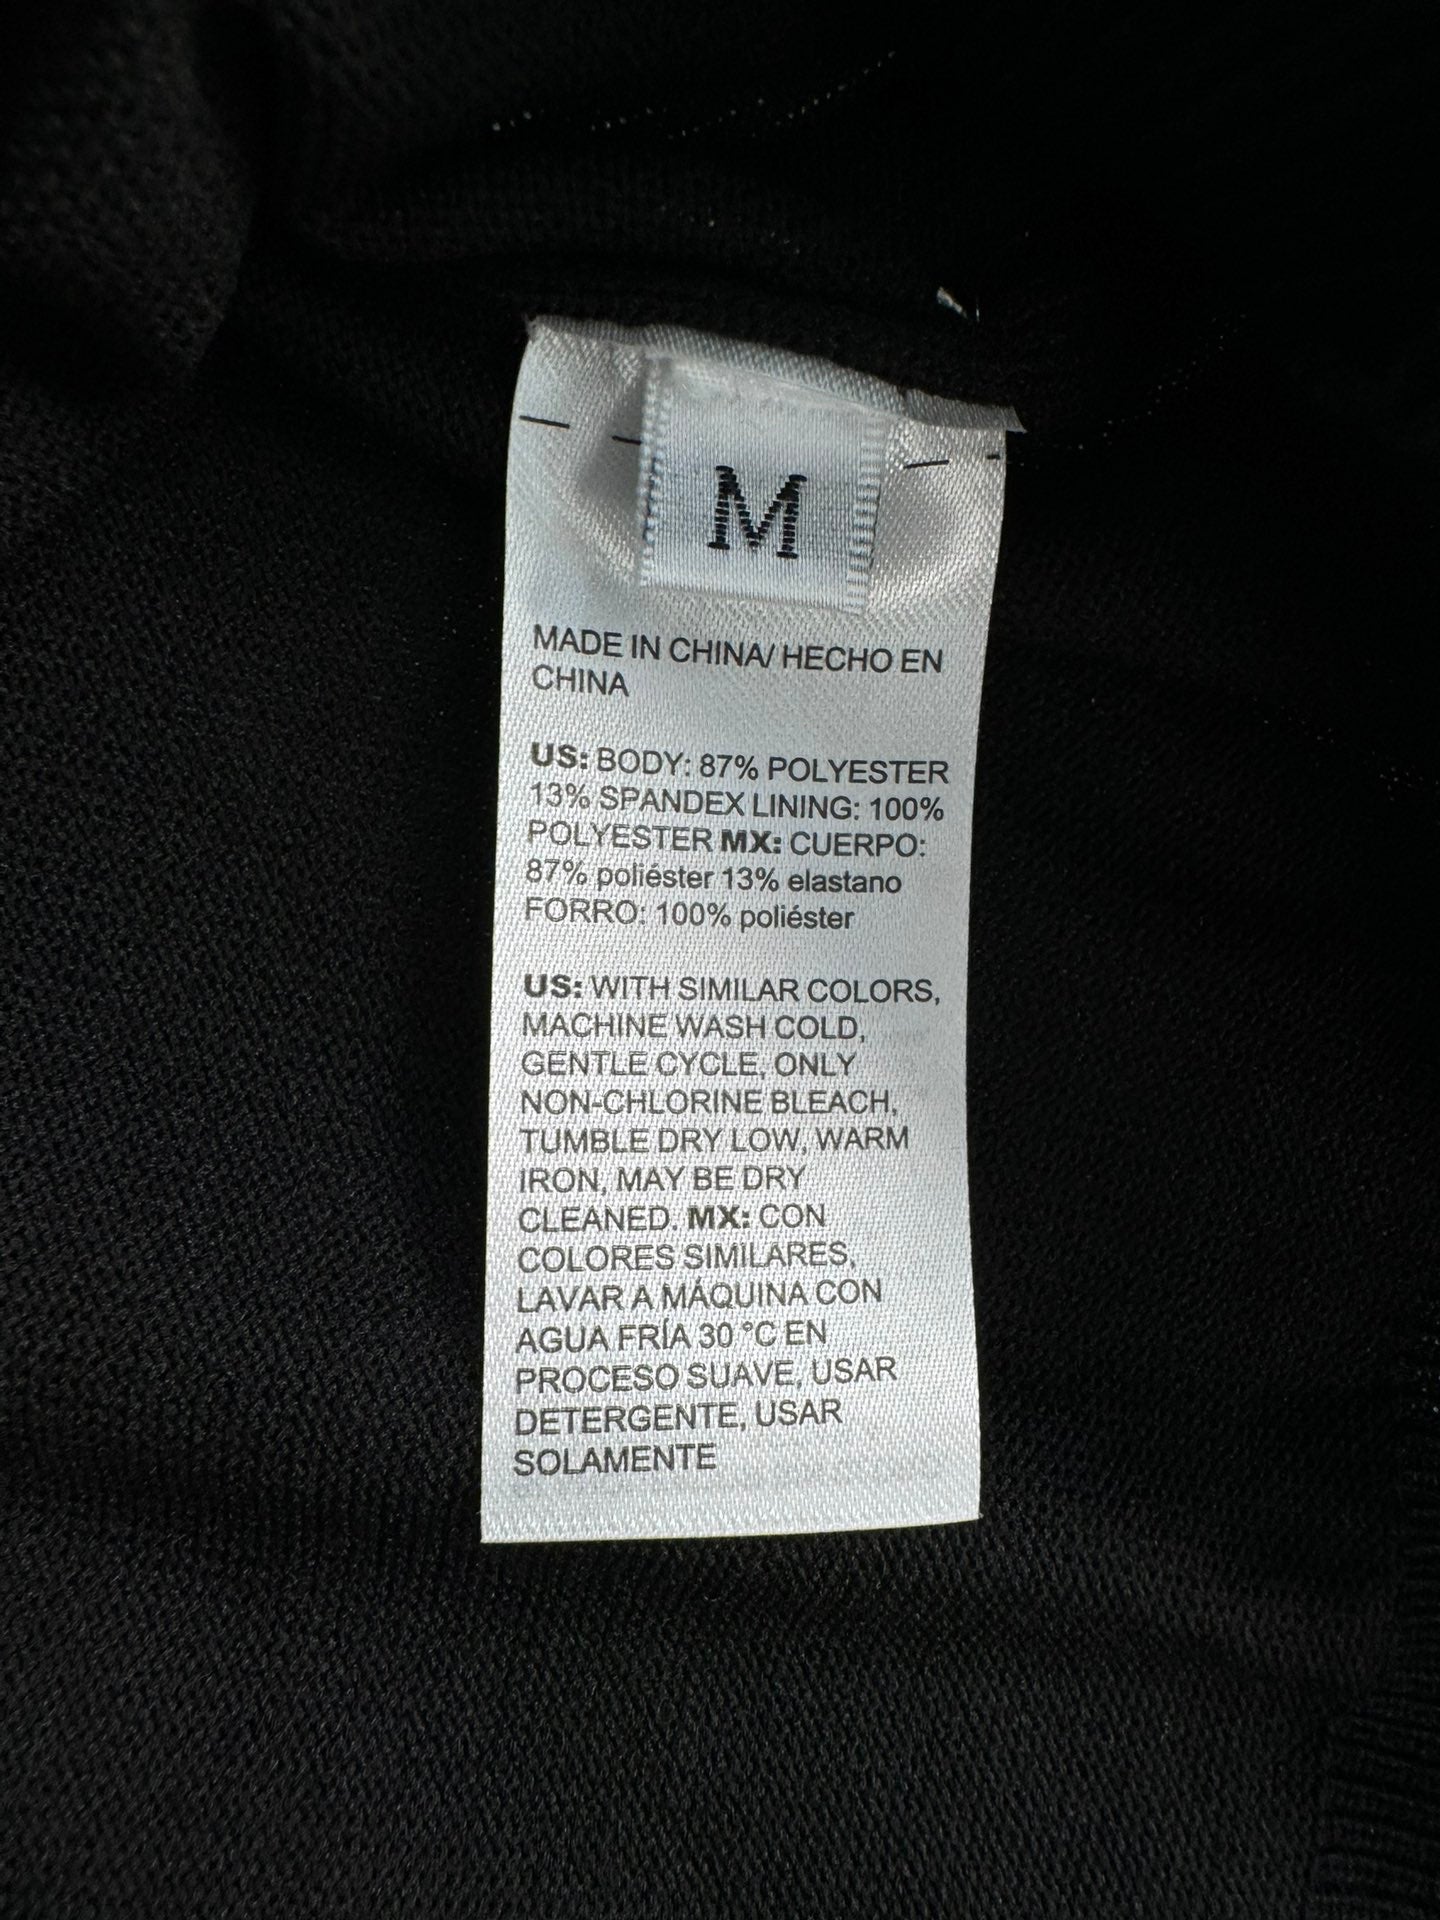 M
MADE IN CHINA/ HECHO EN
CHINA
US: BODY: 87% POLYESTER
13% SPANDEX LINING: 100%
POLYESTER MX: CUERPO:
87% poliéster 13% elastano
FORRO: 100% poliéster
US: WITH SIMILAR COLORS,
MACHINE WASH COLD,
GENTLE CYCLE, ONLY
NON-CHLORINE BLEACH,
TUMBLE DRY LOW, WARM
IRON, MAY BE DRY
CLEANED. MX: CON
COLORES SIMILARES,
LAVAR A MÁQUINA CON
AGUA FRÍA 30 °C EN
PROCESO SUAVE, USAR
DETERGENTE, USAR
SOLAMENTE